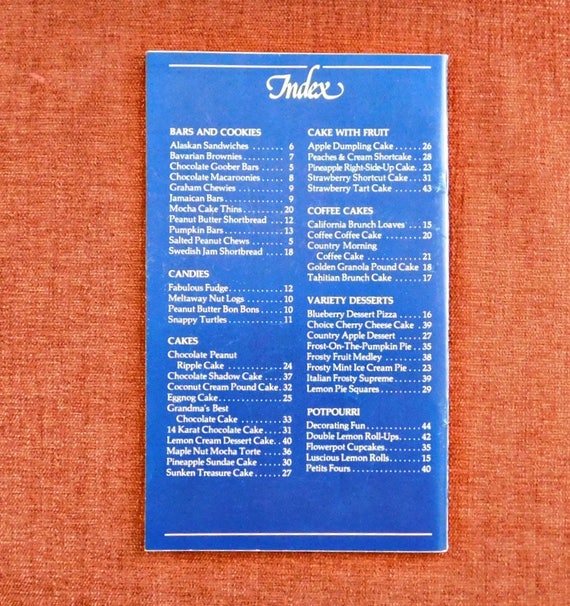 Index
BARS AND COOKIES
Alaskan Sandwiches ........ 6
Bavarian Brownies ......... 7
Chocolate Goober Bars ..... 5
Chocolate Macaroonies ..... 8
Graham Chewies ........... 9
Jamaican Bars ............. 9
Mocha Cake Thins ......... 20
Peanut Butter Shortbread .... 12
Pumpkin Bars ............. 13
Salted Peanut Chews ....... 5
Swedish Jam Shortbread .... 18
CANDIES
Fabulous Fudge ............ 12
Meltaway Nut Logs ......... 10
Peanut Butter Bon Bons ..... 10
Snappy Turtles ............. 11
CAKES
Chocolate Peanut
Ripple Cake ............ 24
Chocolate Shadow Cake .... 37
Coconut Cream Pound Cake . 32
Eggnog Cake .............. 25
Grandma's Best
Chocolate Cake .......... 33
14 Karat Chocolate Cake .... 31
Lemon Cream Dessert Cake .. 40
Maple Nut Mocha Torte .... 36
Pineapple Sundae Cake ..... 30
Sunken Treasure Cake ...... 27
CAKE WITH FRUIT
Apple Dumpling Cake ....... 26
Peaches & Cream Shortcake .. 28
Pineapple Right-Side-Up Cake .. 23
Strawberry Shortcut Cake .... 31
Strawberry Tart Cake ........ 43
COFFEE CAKES
California Brunch Loaves .... 15
Coffee Coffee Cake ......... 20
Country Morning
Coffee Cake ............. 21
Golden Granola Pound Cake 18
Tahitian Brunch Cake ....... 17
VARIETY DESSERTS
Blueberry Dessert Pizza ...... 16
Choice Cherry Cheese Cake . 39
Country Apple Dessert ...... 27
Frost-On-The-Pumpkin Pie .. 35
Frosty Fruit Medley ......... 38
Frosty Mint Ice Cream Pie ... 23
Italian Frosty Supreme ....... 39
Lemon Pie Squares .......... 29
POTPOURRI
Decorating Fun ............. 44
Double Lemon Roll-Ups ..... 42
Flowerpot Cupcakes ......... 35
Luscious Lemon Rolls ....... 15
Petits Fours ................ 40